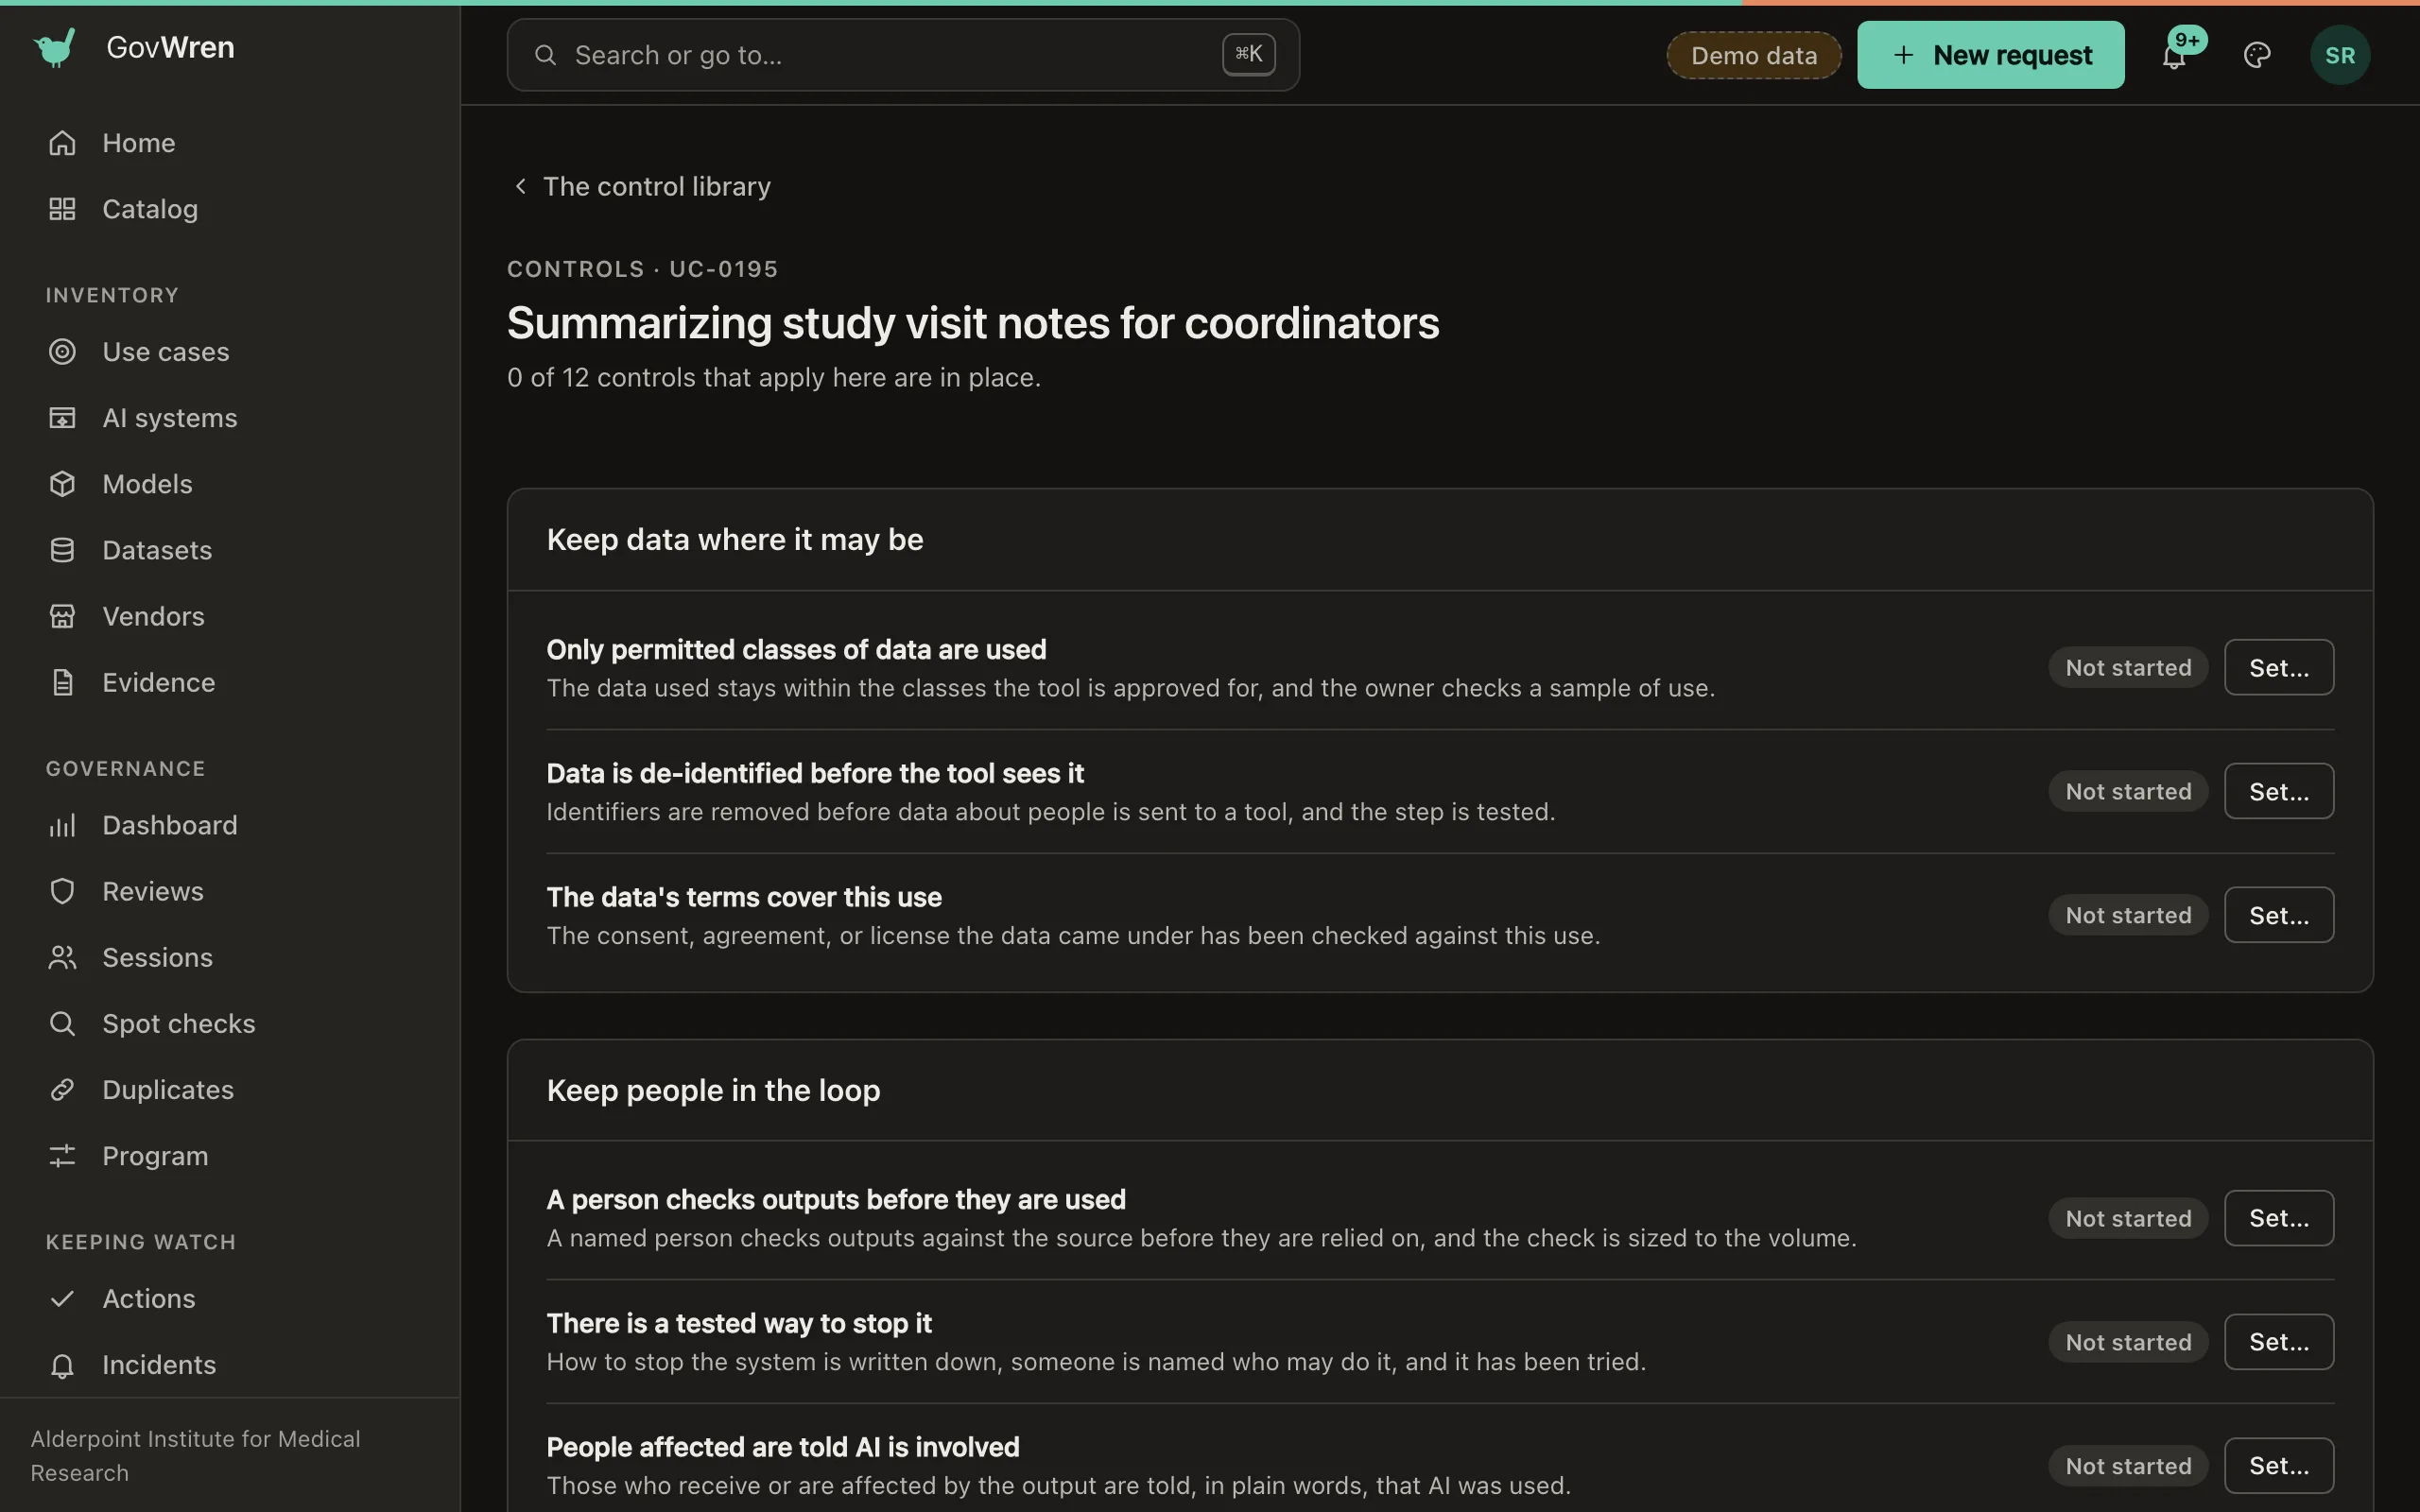 GovWren
Search or go to...
⌘K
Demo data
+ New request
9+
SR
Home
Catalog
INVENTORY
Use cases
AI systems
Models
Datasets
Vendors
Evidence
GOVERNANCE
Dashboard
Reviews
Sessions
Spot checks
Duplicates
Program
KEEPING WATCH
Actions
Incidents
Alderpoint Institute for Medical
Research
The control library
CONTROLS · UC-0195
Summarizing study visit notes for coordinators
0 of 12 controls that apply here are in place.
Keep data where it may be
Only permitted classes of data are used
The data used stays within the classes the tool is approved for, and the owner checks a sample of use.
Not started
Set...
Data is de-identified before the tool sees it
Identifiers are removed before data about people is sent to a tool, and the step is tested.
Not started
Set...
The data's terms cover this use
The consent, agreement, or license the data came under has been checked against this use.
Not started
Set...
Keep people in the loop
A person checks outputs before they are used
A named person checks outputs against the source before they are relied on, and the check is sized to the volume.
Not started
Set...
There is a tested way to stop it
How to stop the system is written down, someone is named who may do it, and it has been tried.
Not started
Set...
People affected are told AI is involved
Those who receive or are affected by the output are told, in plain words, that AI was used.
Not started
Set...